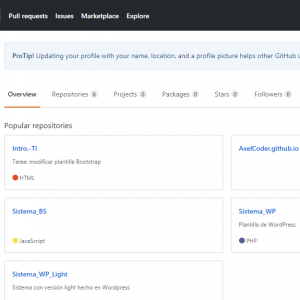 Pull requests Issues Marketplace Explore
ProTip! Updating your profile with your name, location, and a profile picture helps other GitHub u
Overview Repositories 6 Projects 0 Packages 0 Stars 0 Followers 0
Popular repositories
Intro.-TI
Tarea: modificar plantilla Bootstrap
HTML
AxelCoder.github.io
Sistema_BS
JavaScript
Sistema_WP
Plantilla de WordPress
PHP
Sistema_WP_Light
Sistema con versión light hecho en Wordpress